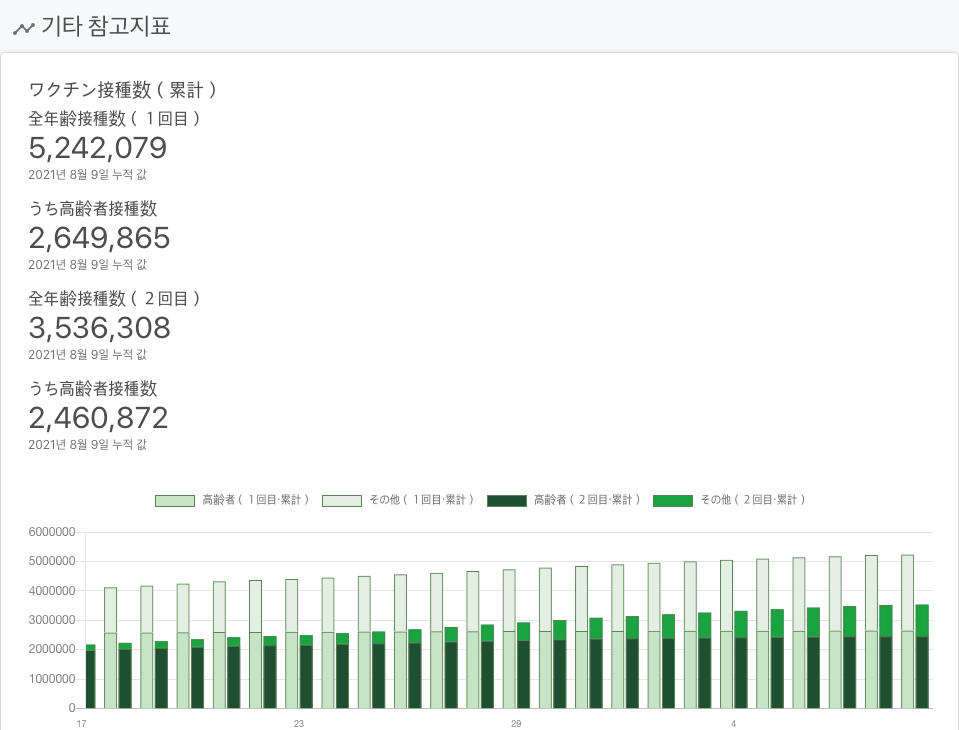 기타 참고지표
ワクチン接種数（累計）
全年齢接種数（１回目）
5,242,079
2021년 8월 9일 누적 값
うち高齢者接種数
2,649,865
2021년 8월 9일 누적 값
全年齢接種数（２回目）
3,536,308
2021년 8월 9일 누적 값
うち高齢者接種数
2,460,872
2021년 8월 9일 누적 값
高齢者（１回目·累計） その他（１回目·累計） 高齢者（２回目·累計） その他（２回目·累計）
6000000
5000000
4000000
3000000
2000000
1000000
0
17 23 29 4